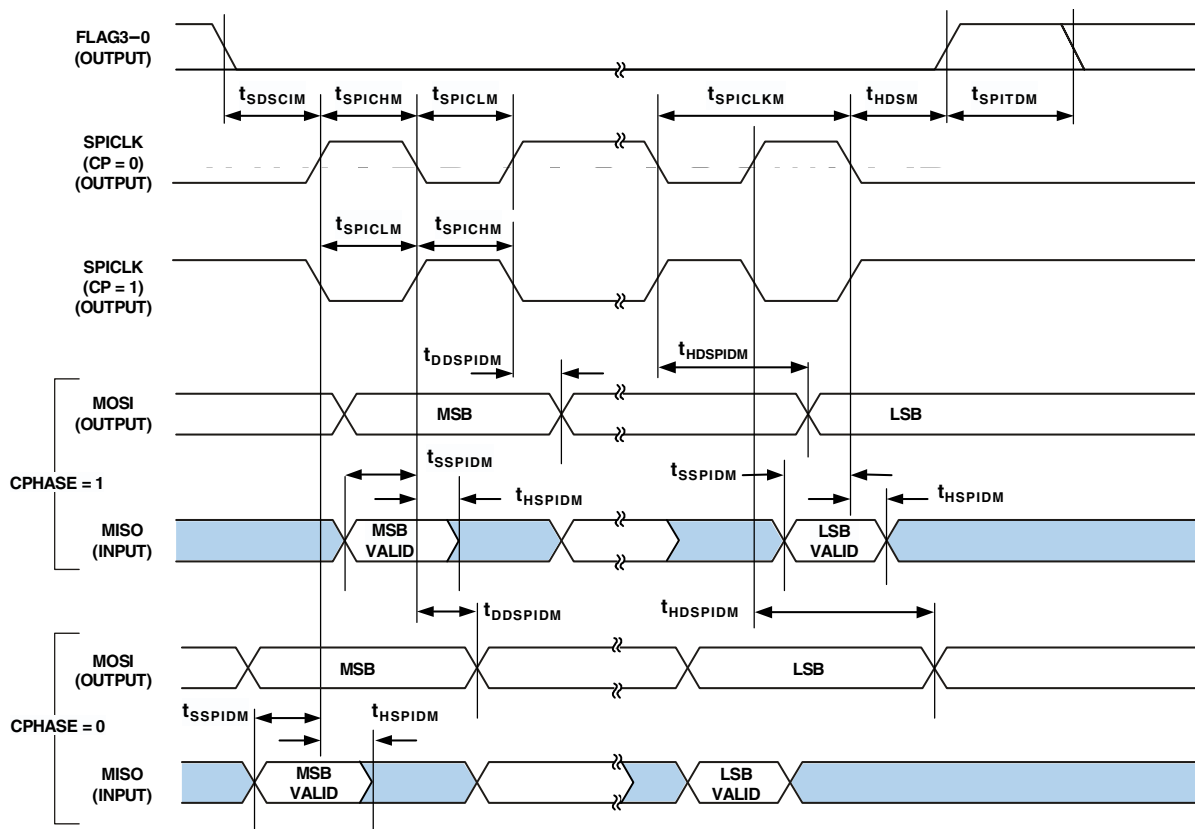 FLAG3–0
(OUTPUT)
tSDSCIM
tSPICHM
tSPICLM
tSPICLKM
tHDSM
tSPITDM
SPICLK
(CP = 0)
(OUTPUT)
tSPICLM
tSPICHM
SPICLK
(CP = 1)
(OUTPUT)
tDDSPIDM
tHDSPIDM
CPHASE = 1
MOSI
(OUTPUT)
MSB
LSB
tSSPIDM
tSSPIDM
tHSPIDM
tHSPIDM
MISO
(INPUT)
MSB
VALID
LSB
VALID
tDDSPIDM
tHDSPIDM
CPHASE = 0
MOSI
(OUTPUT)
MSB
LSB
tSSPIDM
tHSPIDM
MISO
(INPUT)
MSB
VALID
LSB
VALID